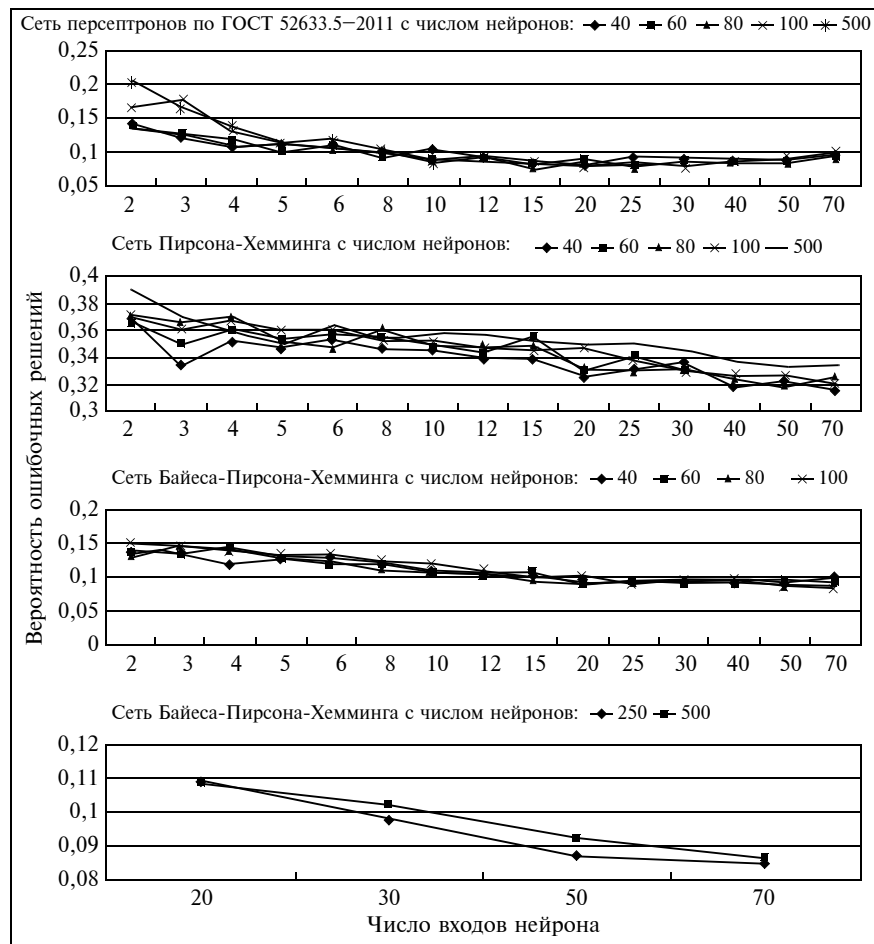 Сеть персептронов по ГОСТ 52633.5−2011 с числом нейронов: 40 60 80 100 500
0,25
0,2
0,15
0,1
0,05
2 3 4 5 6 8 10 12 15 20 25 30 40 50 70
Сеть Пирсона-Хемминга с числом нейронов: 40 60 80 100 500
0,4
0,38
0,36
0,34
0,32
0,3
2 3 4 5 6 8 10 12 15 20 25 30 40 50 70
Вероятность ошибочных решений
Сеть Байеса-Пирсона-Хемминга с числом нейронов: 40 60 80 100
0,2
0,15
0,1
0,05
0
2 3 4 5 6 8 10 12 15 20 25 30 40 50 70
Сеть Байеса-Пирсона-Хемминга с числом нейронов: 250 500
0,12
0,11
0,1
0,09
0,08
20 30 50 70
Число входов нейрона